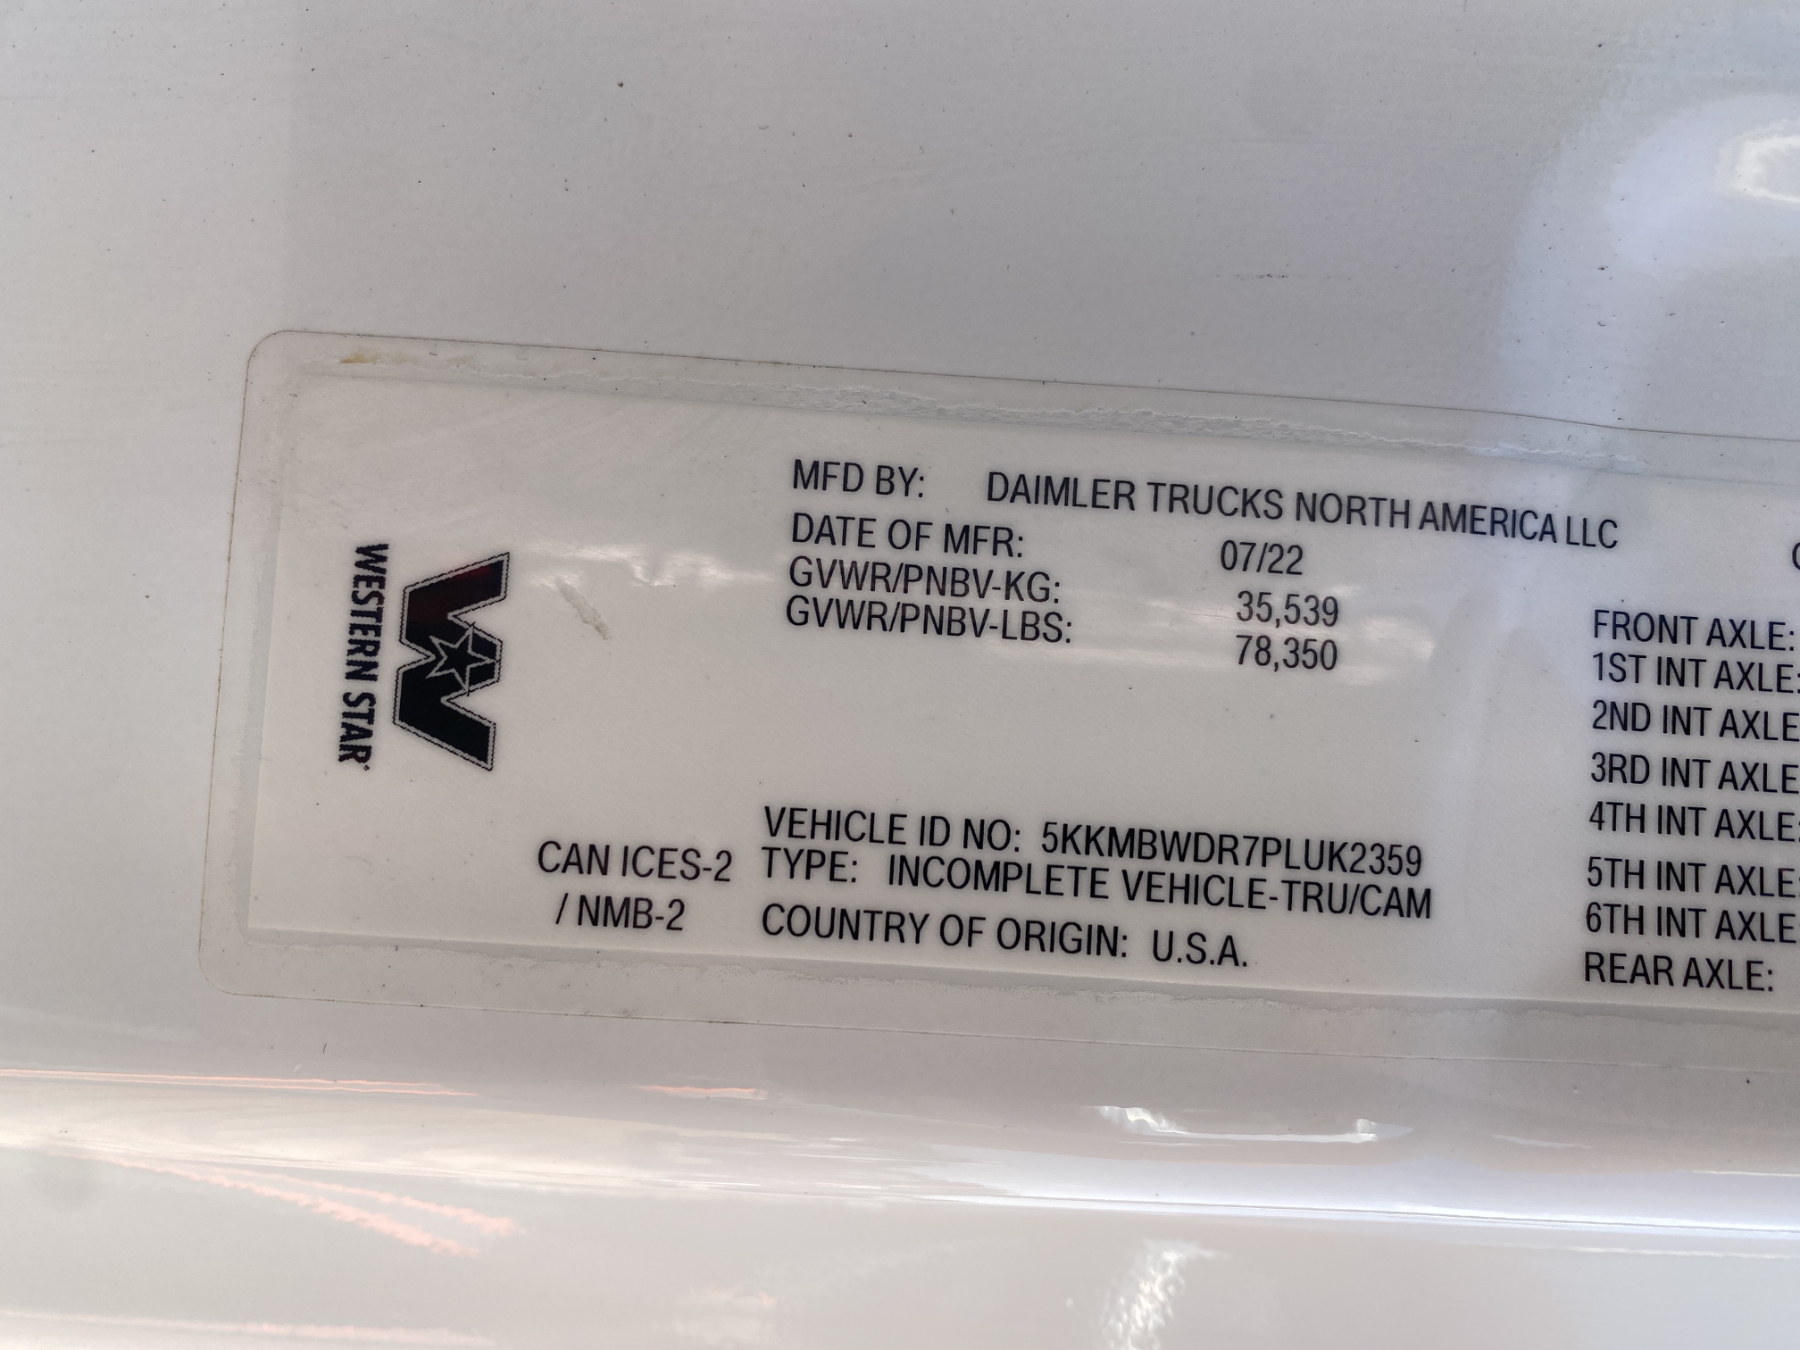 WESTERN STAR
MFD BY: DAIMLER TRUCKS NORTH AMERICA LLC
DATE OF MFR: 07/22
GVWR/PNBV-KG: 35,539
GVWR/PNBV-LBS: 78,350
VEHICLE ID NO: 5KKMBWDR7PLUK2359
CAN ICES-2 TYPE: INCOMPLETE VEHICLE-TRU/CAM
/ NMB-2 COUNTRY OF ORIGIN: U.S.A.
FRONT AXLE:
1ST INT AXLE:
2ND INT AXLE
3RD INT AXLE
4TH INT AXLE:
5TH INT AXLE:
6TH INT AXLE:
REAR AXLE: